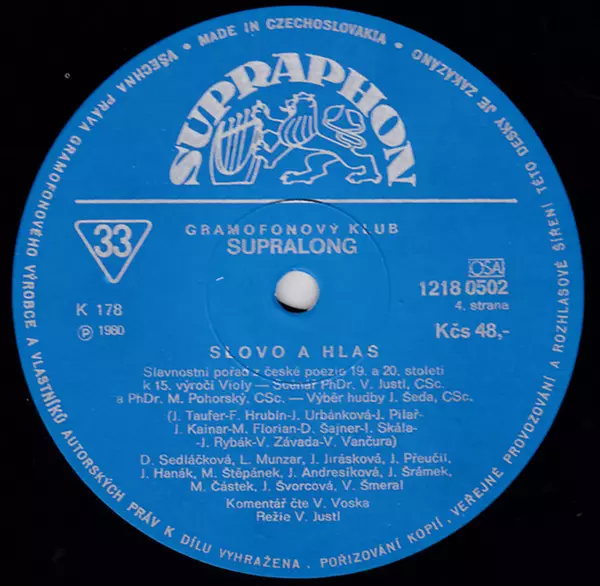 VŠECHNA PRÁVA GRAMOFONOVÉHO VÝROBCE A VLASTNÍKŮ AUTORSKÝCH PRÁV K DÍLU VYHRAŽENA. POŘIZOVÁNÍ KOPIÍ, VEŘEJNÉ PROVOZOVÁNÍ A ROZHLASOVÉ ŠÍŘENÍ TÉTO DESKY JE ZAKÁZÁNO
• MADE IN CZECHOSLOVAKIA •
SUPRAPHON
33
GRAMOFONOVÝ KLUB
SUPRALONG
OSA
K 178
1218 0502
4. strana
Ⓟ 1980
Kčs 48,-
SLOVO A HLAS
Slavnostní pořad z české poezie 19. a 20. století
k 15. výročí Violy — Scénář PhDr. V. Justl, CSc.
a PhDr. M. Pohorský, CSc. — Výběr hudby J. Šeda, CSc.
(J. Taufer-F. Hrubín-J. Urbánková-J. Pilař-
J. Kainar-M. Florian-D. Šajner-I. Skála-
-J. Rybák-V. Závada-V. Vančura)
D. Sedláčková, L. Munzar, J. Jirásková, J. Přeučil,
J. Hanák, M. Štěpánek, J. Andresíková, J. Šrámek,
M. Částek, J. Švorcová, V. Šmeral
Komentář čte V. Voska
Režie V. Justl